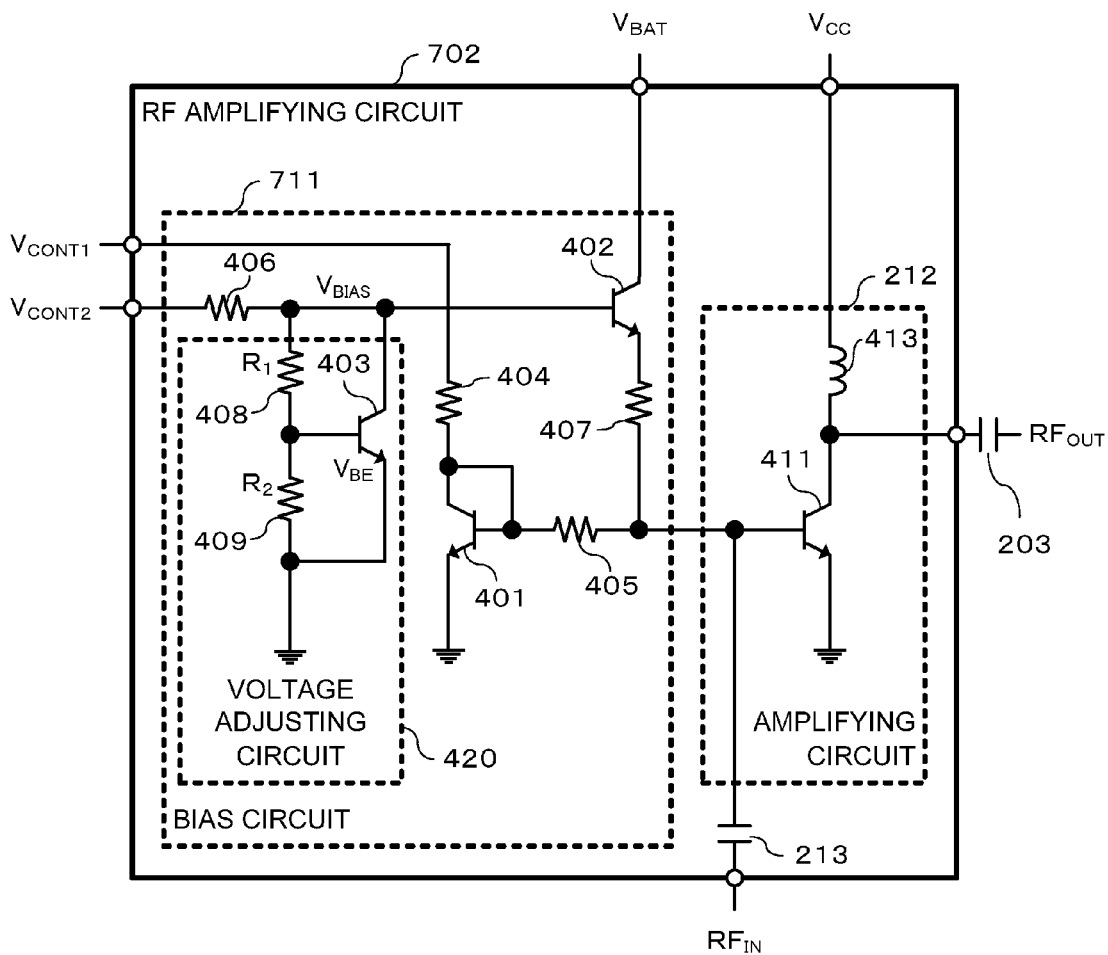 V_BAT
V_CC
702
RF AMPLIFYING CIRCUIT
711
V_CONT1
402
406
V_BIAS
212
V_CONT2
413
R_1
403
404
408
407
RF_OUT
411
V_BE
R_2
409
203
401
405
VOLTAGE
ADJUSTING
CIRCUIT
AMPLIFYING
CIRCUIT
420
BIAS CIRCUIT
213
RF_IN